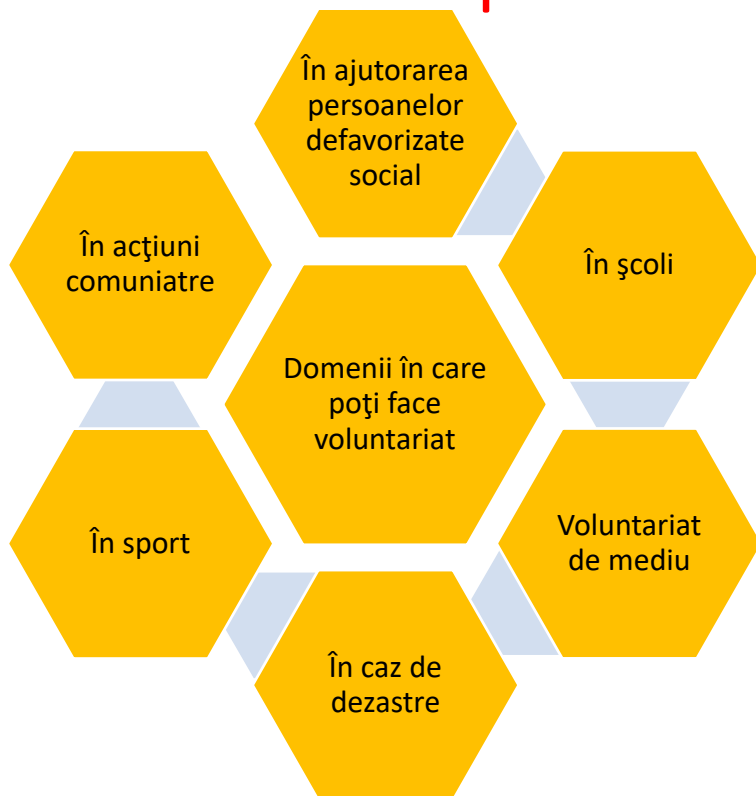 În ajutorarea
persoanelor
defavorizate
social
În acţiuni
comuniatre
În şcoli
Domenii în care
poţi face
voluntariat
În sport
Voluntariat
de mediu
În caz de
dezastre